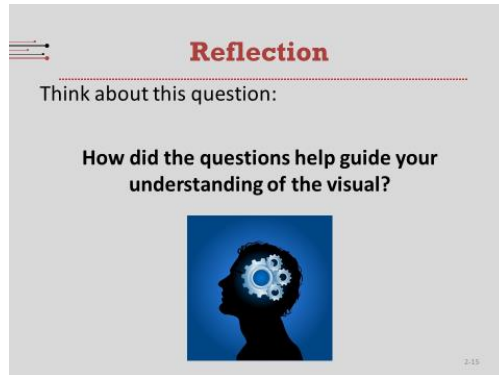 Reflection
Think about this question:
How did the questions help guide your
understanding of the visual?
2-15